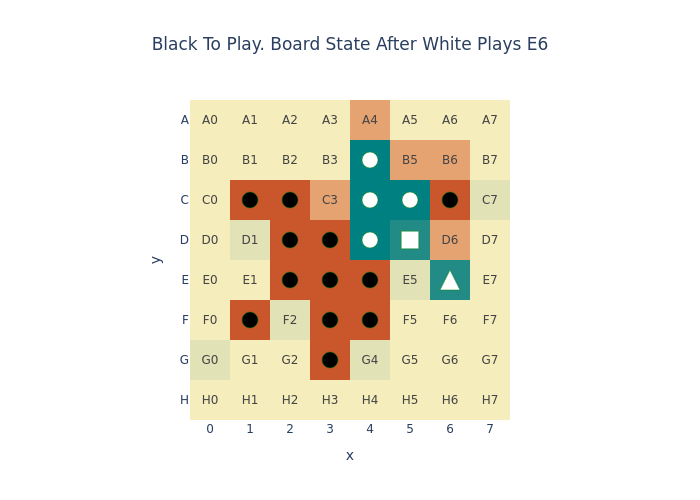 Black To Play. Board State After White Plays E6
A A0 A1 A2 A3 A4 A5 A6 A7
B B0 B1 B2 B3 B5 B6 B7
C C0 C3 C7
D D0 D1 D6 D7
E E0 E1 E5 E7
F F0 F2 F5 F6 F7
G G0 G1 G2 G4 G5 G6 G7
H H0 H1 H2 H3 H4 H5 H6 H7
0 1 2 3 4 5 6 7
x
y